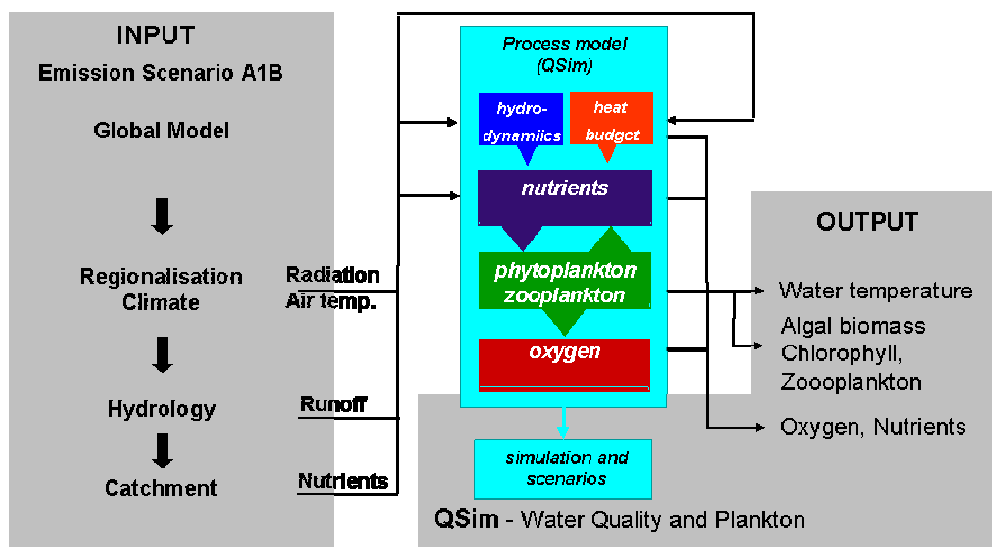 INPUT
Emission Scenario A1B
Global Model
Regionalisation
Climate
Radiation
Air temp.
Hydrology
Runoff
Catchment
Nutrients
Process model
(QSim)
hydro-
dynamiics
heat
budgct
nutrients
phytoplankton
zooplankton
oxygen
simulation and
scenarios
QSim - Water Quality and Plankton
OUTPUT
Water temperature
Algal biomass
Chlorophyll,
Zoooplankton
Oxygen, Nutrients